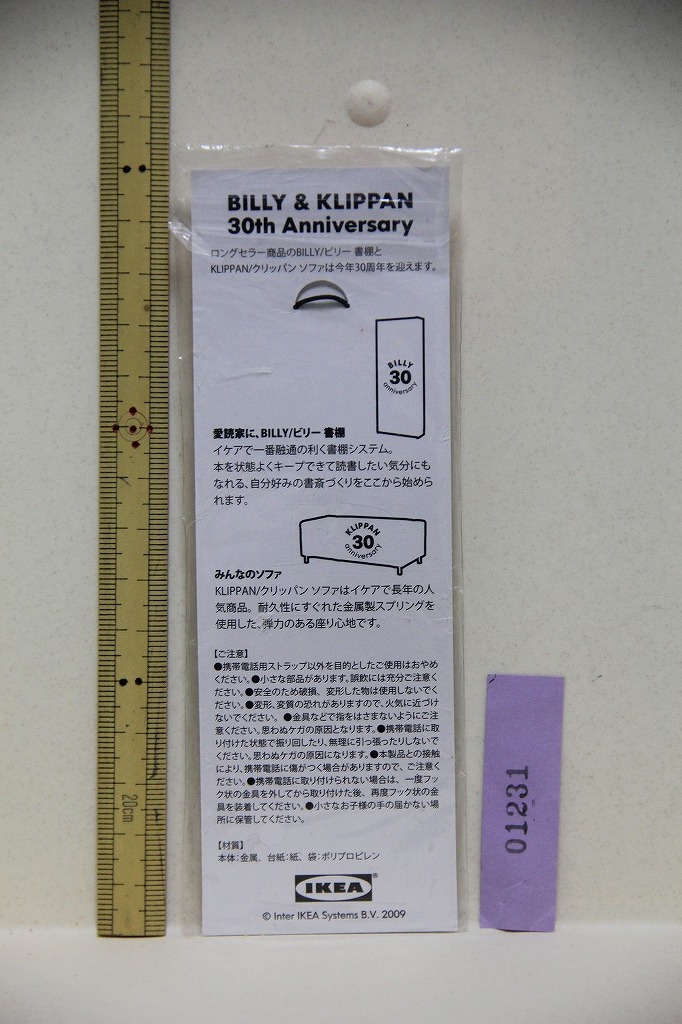 BILLY & KLIPPAN
30th Anniversary
ロングセラー商品のBILLY/ビリー 書棚と
KLIPPAN/クリッパン ソファは今年30周年を迎えます。
BILLY
30
anniversary
愛読家に、BILLY/ビリー 書棚
イケアで一番融通の利く書棚システム。
本を状態よくキープできて読書したい気分にも
なれる、自分好みの書斎づくりをここから始めら
れます。
KLIPPAN
30
anniversary
みんなのソファ
KLIPPAN/クリッパン ソファはイケアで長年の人
気商品。耐久性にすぐれた金属製スプリングを
使用した、弾力のある座り心地です。
【ご注意】
●携帯電話用ストラップ以外を目的としたご使用はおやめ
ください。●小さな部品があります。誤飲には充分ご注意く
ださい。●安全のため破損、変形した物は使用しないでく
ださい。●変形、変質の恐れがありますので、火気に近づけ
ないでください。●金具などで指をはさまないようにご注
意ください。思わぬケガの原因となります。●携帯電話に取
り付けた状態で振り回したり、無理に引っ張ったりしないで
ください。思わぬケガの原因になります。●本製品との接触
により、携帯電話に傷がつく場合がありますので、ご注意く
ださい。●携帯電話に取り付けられない場合は、一度フッ
ク状の金具を外してから取り付けた後、再度フック状の金
具を装着してください。●小さなお子様の手の届かない場
所に保管してください。
【材質】
本体:金属、台紙:紙、袋:ポリプロピレン
IKEA®
© Inter IKEA Systems B.V. 2009
20cm
01231